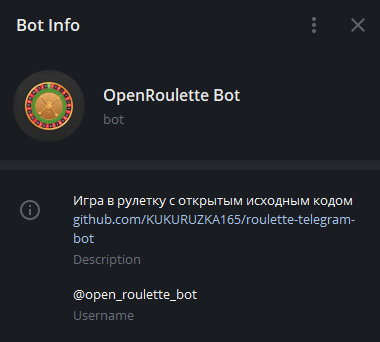 Bot Info
OpenRoulette Bot
bot
Игра в рулетку с открытым исходным кодом
github.com/KUKURUZKA165/roulette-telegram-
bot
Description
@open_roulette_bot
Username